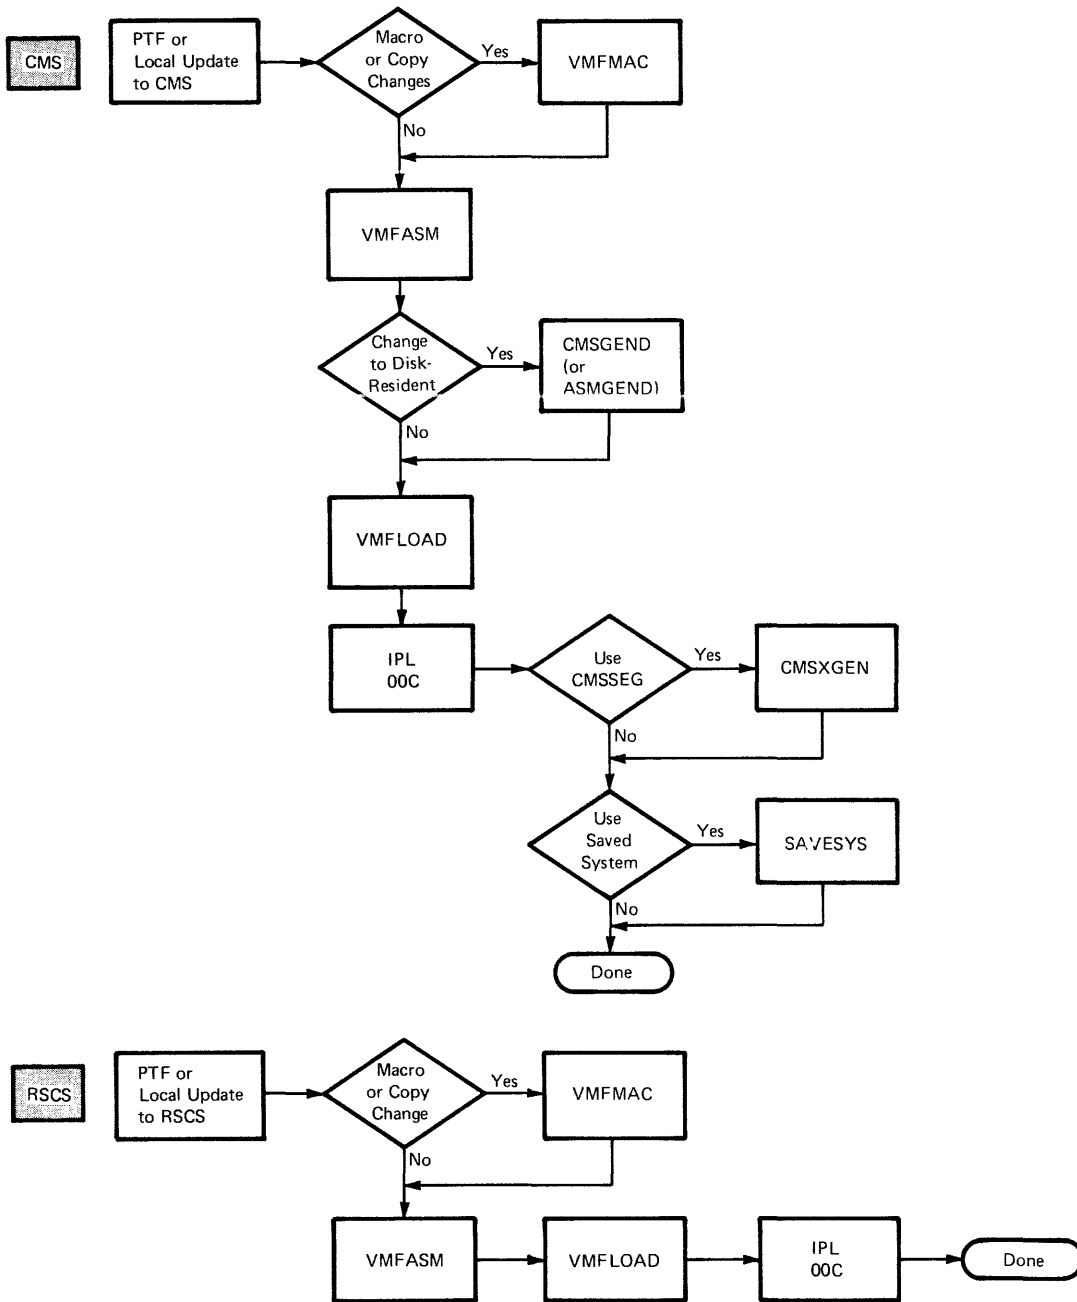 CMS
PTF or
Local Update
to CMS
Macro
or Copy
Changes
Yes
VMFMAC
No
VMFASM
Change
to Disk-
Resident
Yes
CMSGEND
(or
ASMGEND)
No
VMFLOAD
IPL
00C
Use
CMSSEG
Yes
CMSXGEN
No
Use
Saved
System
Yes
SAVESYS
No
Done
RSCS
PTF or
Local Update
to RSCS
Macro
or Copy
Change
Yes
VMFMAC
No
VMFASM
VMFLOAD
IPL
00C
Done